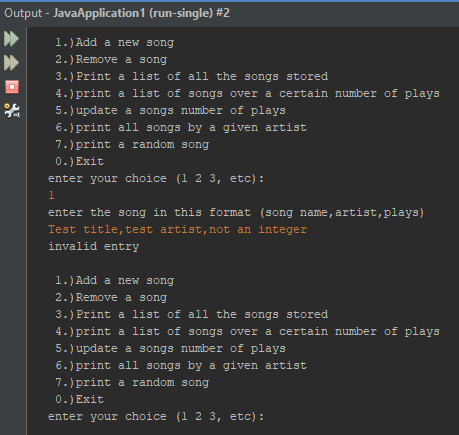 Output - JavaApplication1 (run-single) #2
1.)Add a new song
2.)Remove a song
3.)Print a list of all the songs stored
4.)print a list of songs over a certain number of plays
5.)update a songs number of plays
6.)print all songs by a given artist
7.)print a random song
0.)Exit
enter your choice (1 2 3, etc):
1
enter the song in this format (song name,artist,plays)
Test title,test artist,not an integer
invalid entry
1.)Add a new song
2.)Remove a song
3.)Print a list of all the songs stored
4.)print a list of songs over a certain number of plays
5.)update a songs number of plays
6.)print all songs by a given artist
7.)print a random song
0.)Exit
enter your choice (1 2 3, etc):